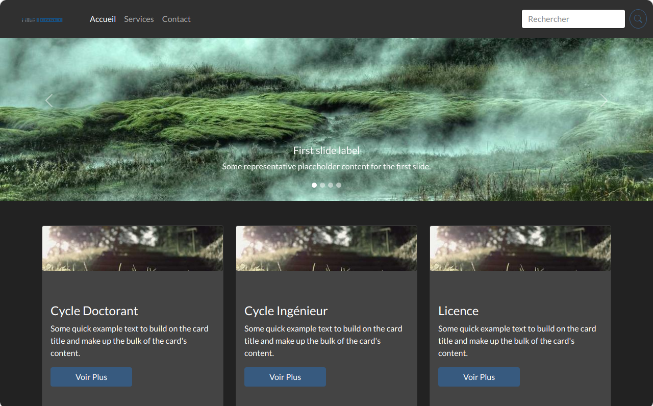 Accueil Services Contact Rechercher
First slide label
Some representative placeholder content for the first slide.
Cycle Doctorant
Some quick example text to build on the card
title and make up the bulk of the card's
content.
Voir Plus
Cycle Ingénieur
Some quick example text to build on the card
title and make up the bulk of the card's
content.
Voir Plus
Licence
Some quick example text to build on the card
title and make up the bulk of the card's
content.
Voir Plus